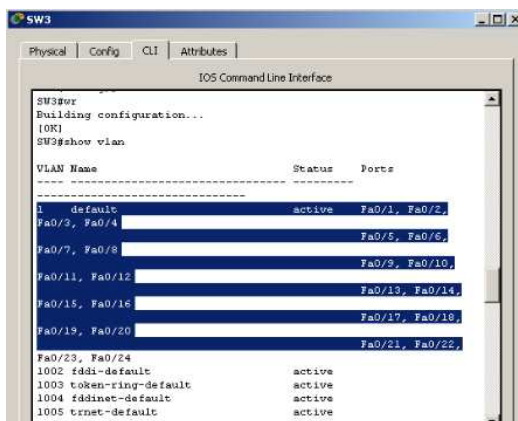 SW3
Physical Config CLI Attributes
IOS Command Line Interface
SW3#wr
Building configuration...
[OK]
SW3#show vlan
VLAN Name Status Ports
---- -------------------------------- --------- -------------------------------
1 default active Fa0/1, Fa0/2,
Fa0/3, Fa0/4
Fa0/5, Fa0/6,
Fa0/7, Fa0/8
Fa0/9, Fa0/10,
Fa0/11, Fa0/12
Fa0/13, Fa0/14,
Fa0/15, Fa0/16
Fa0/17, Fa0/18,
Fa0/19, Fa0/20
Fa0/21, Fa0/22,
Fa0/23, Fa0/24
1002 fddi-default active
1003 token-ring-default active
1004 fddinet-default active
1005 trnet-default active